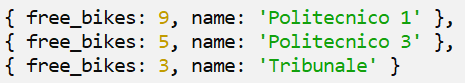 { free_bikes: 9, name: 'Politecnico 1' },
{ free_bikes: 5, name: 'Politecnico 3' },
{ free_bikes: 3, name: 'Tribunale' }